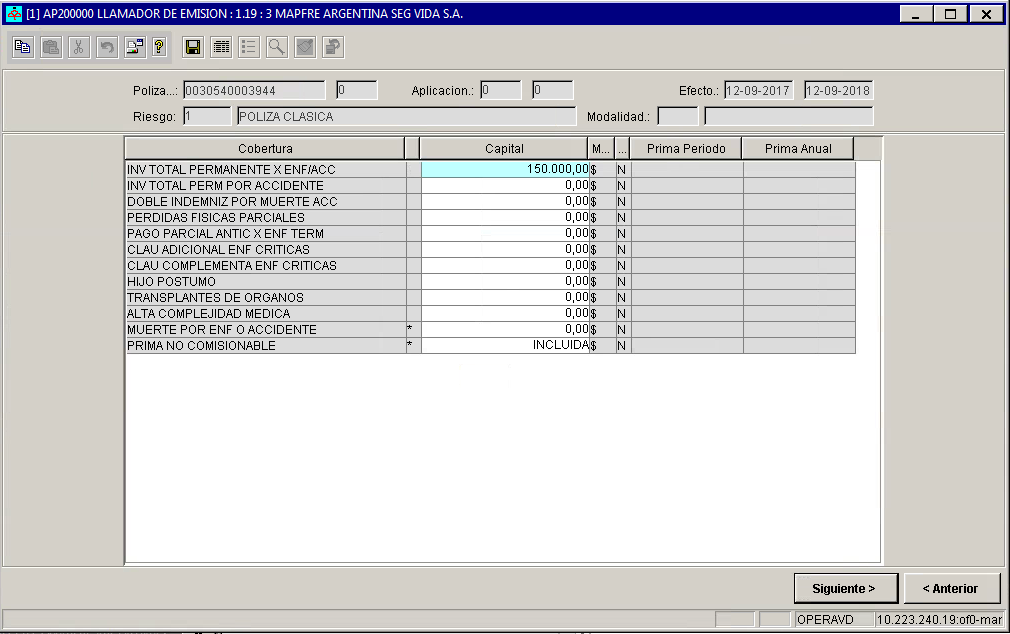 [1] AP200000 LLAMADOR DE EMISION : 1.19 : 3 MAPFRE ARGENTINA SEG VIDA S.A.
Poliza...: 0030540003944 0 Aplicacion.: 0 0 Efecto.: 12-09-2017 12-09-2018
Riesgo: 1 POLIZA CLASICA Modalidad.:
Cobertura Capital M... ... Prima Periodo Prima Anual
INV TOTAL PERMANENTE X ENF/ACC 150.000,00 $ N
INV TOTAL PERM POR ACCIDENTE 0,00 $ N
DOBLE INDEMNIZ POR MUERTE ACC 0,00 $ N
PERDIDAS FISICAS PARCIALES 0,00 $ N
PAGO PARCIAL ANTIC X ENF TERM 0,00 $ N
CLAU ADICIONAL ENF CRITICAS 0,00 $ N
CLAU COMPLEMENTA ENF CRITICAS 0,00 $ N
HIJO POSTUMO 0,00 $ N
TRANSPLANTES DE ORGANOS 0,00 $ N
ALTA COMPLEJIDAD MEDICA 0,00 $ N
MUERTE POR ENF O ACCIDENTE * 0,00 $ N
PRIMA NO COMISIONABLE * INCLUIDA $ N
Siguiente > < Anterior
OPERAVD 10.223.240.19:of0-mar